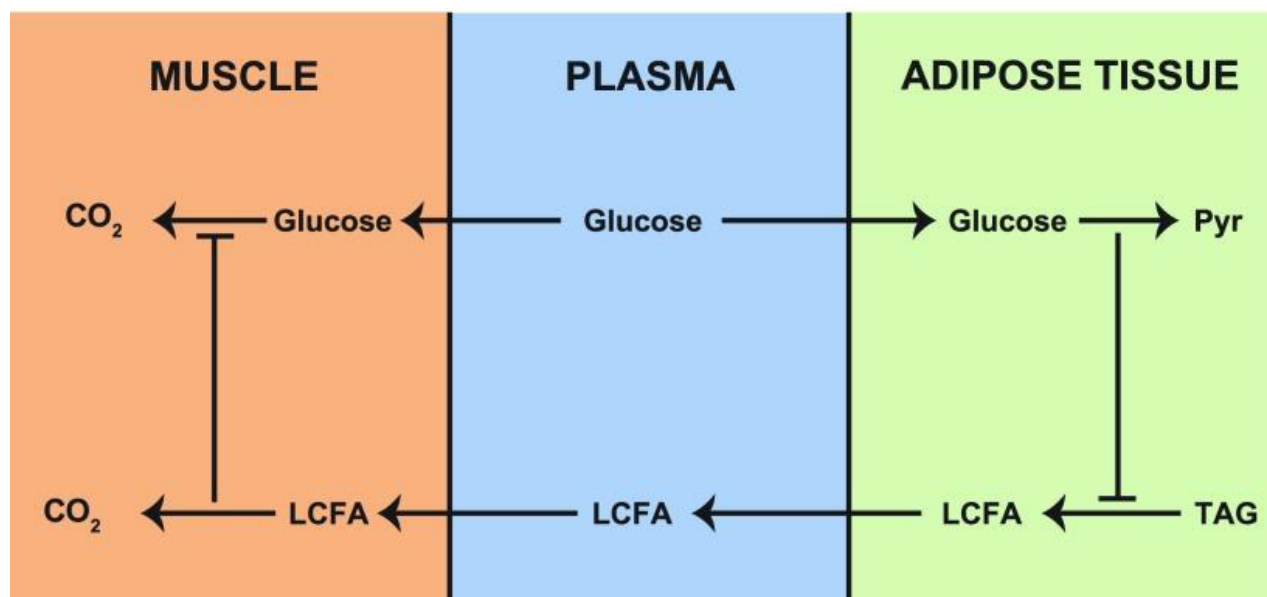 MUSCLE PLASMA ADIPOSE TISSUE
CO₂ Glucose Glucose Glucose Pyr
CO₂ LCFA LCFA LCFA TAG